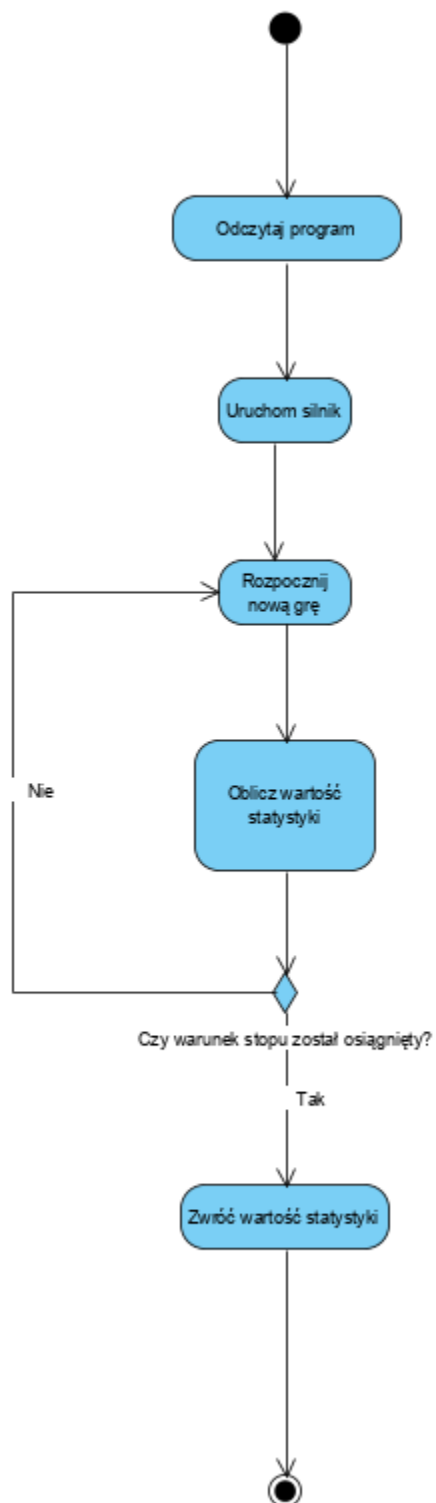 Odczytaj program
Uruchom silnik
Rozpocznij
nową grę
Oblicz wartość
statystyki
Nie
Czy warunek stopu został osiągnięty?
Tak
Zwróć wartość statystyki